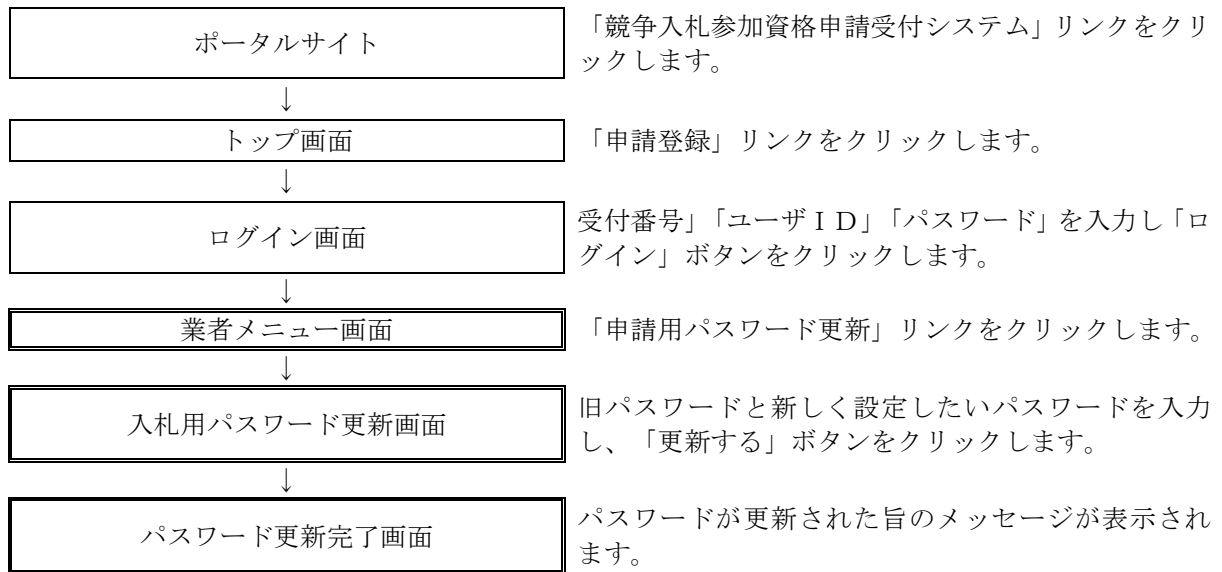 ポータルサイト
「競争入札参加資格申請受付システム」リンクをクリ
ックします。
↓
トップ画面
「申請登録」リンクをクリックします。
↓
ログイン画面
受付番号」「ユーザＩＤ」「パスワード」を入力し「ロ
グイン」ボタンをクリックします。
↓
業者メニュー画面
「申請用パスワード更新」リンクをクリックします。
↓
入札用パスワード更新画面
旧パスワードと新しく設定したいパスワードを入力
し、「更新する」ボタンをクリックします。
↓
パスワード更新完了画面
パスワードが更新された旨のメッセージが表示され
ます。